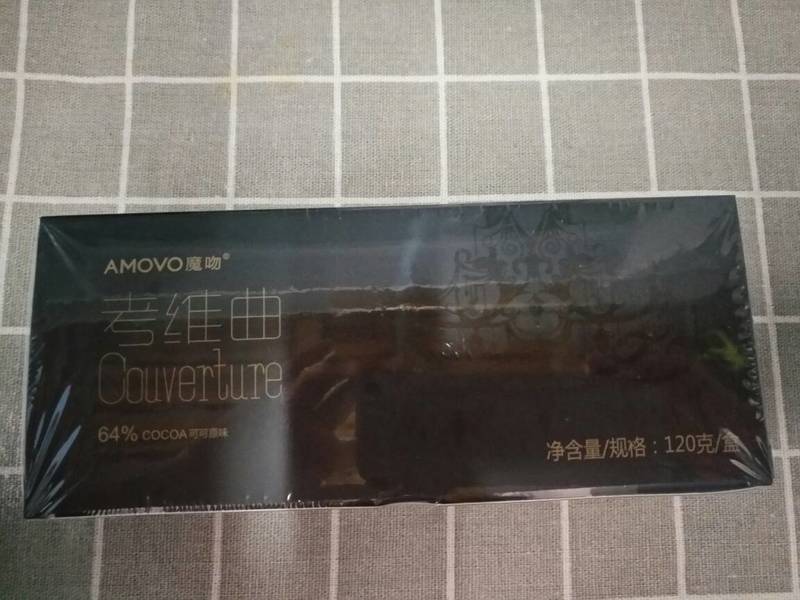 AMOVO魔吻®
考维曲
Couverture
64% COCOA可可原味
净含量/规格：120克/盒